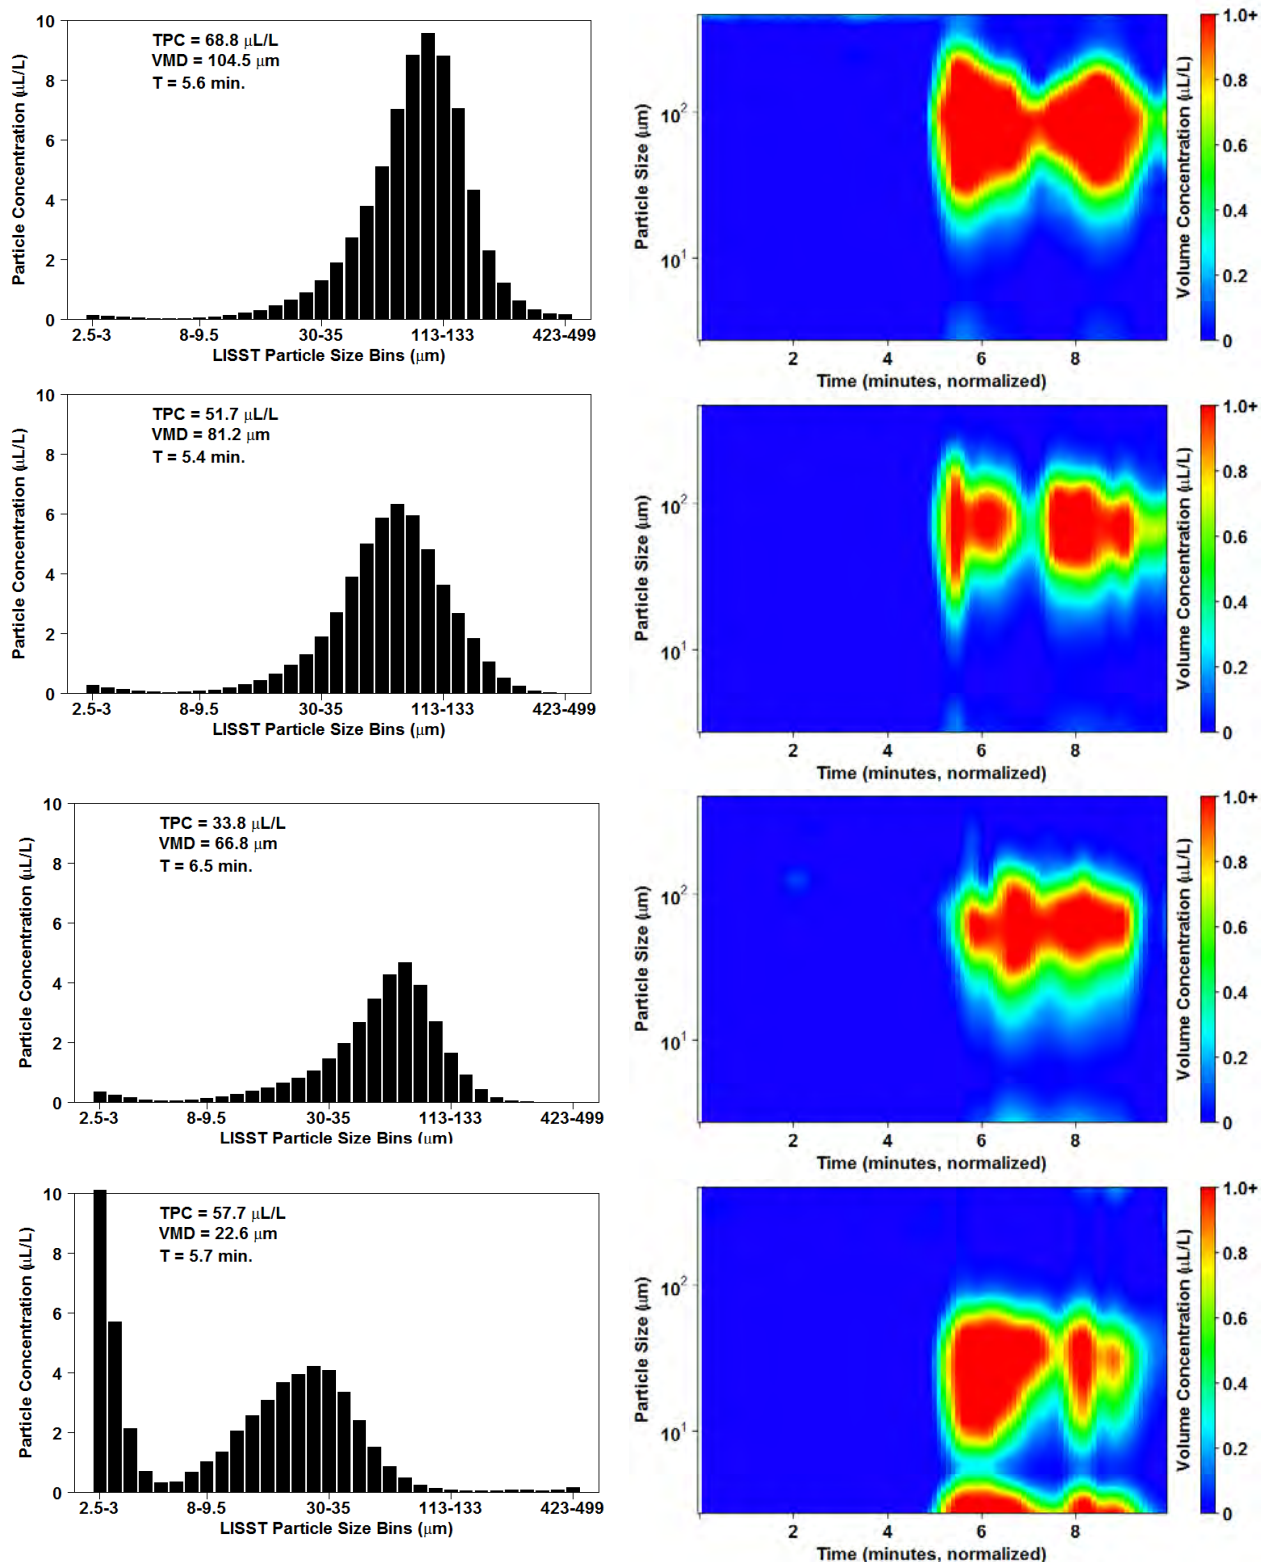 TPC = 68.8 μL/L
VMD = 104.5 μm
T = 5.6 min.
Particle Concentration (μL/L)
10
8
6
4
2
0
2.5-3 8-9.5 30-35 113-133 423-499
LISST Particle Size Bins (μm)
Particle Size (μm)
10²
10¹
2 4 6 8
Time (minutes, normalized)
Volume Concentration (μL/L)
1.0+
0.8
0.6
0.4
0.2
0
TPC = 51.7 μL/L
VMD = 81.2 μm
T = 5.4 min.
Particle Concentration (μL/L)
10
8
6
4
2
0
2.5-3 8-9.5 30-35 113-133 423-499
LISST Particle Size Bins (μm)
Particle Size (μm)
10²
10¹
2 4 6 8
Time (minutes, normalized)
Volume Concentration (μL/L)
1.0+
0.8
0.6
0.4
0.2
0
TPC = 33.8 μL/L
VMD = 66.8 μm
T = 6.5 min.
Particle Concentration (μL/L)
10
8
6
4
2
0
2.5-3 8-9.5 30-35 113-133 423-499
LISST Particle Size Bins (μm)
Particle Size (μm)
10²
10¹
2 4 6 8
Time (minutes, normalized)
Volume Concentration (μL/L)
1.0+
0.8
0.6
0.4
0.2
0
TPC = 57.7 μL/L
VMD = 22.6 μm
T = 5.7 min.
Particle Concentration (μL/L)
10
8
6
4
2
0
2.5-3 8-9.5 30-35 113-133 423-499
LISST Particle Size Bins (μm)
Particle Size (μm)
10²
10¹
2 4 6 8
Time (minutes, normalized)
Volume Concentration (μL/L)
1.0+
0.8
0.6
0.4
0.2
0